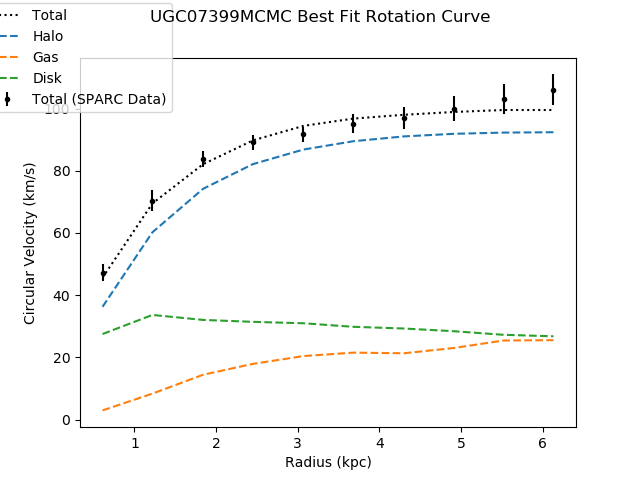 UGC07399MCMC Best Fit Rotation Curve
Total
Halo
Gas
Disk
Total (SPARC Data)
100
80
60
40
20
0
Circular Velocity (km/s)
1 2 3 4 5 6
Radius (kpc)